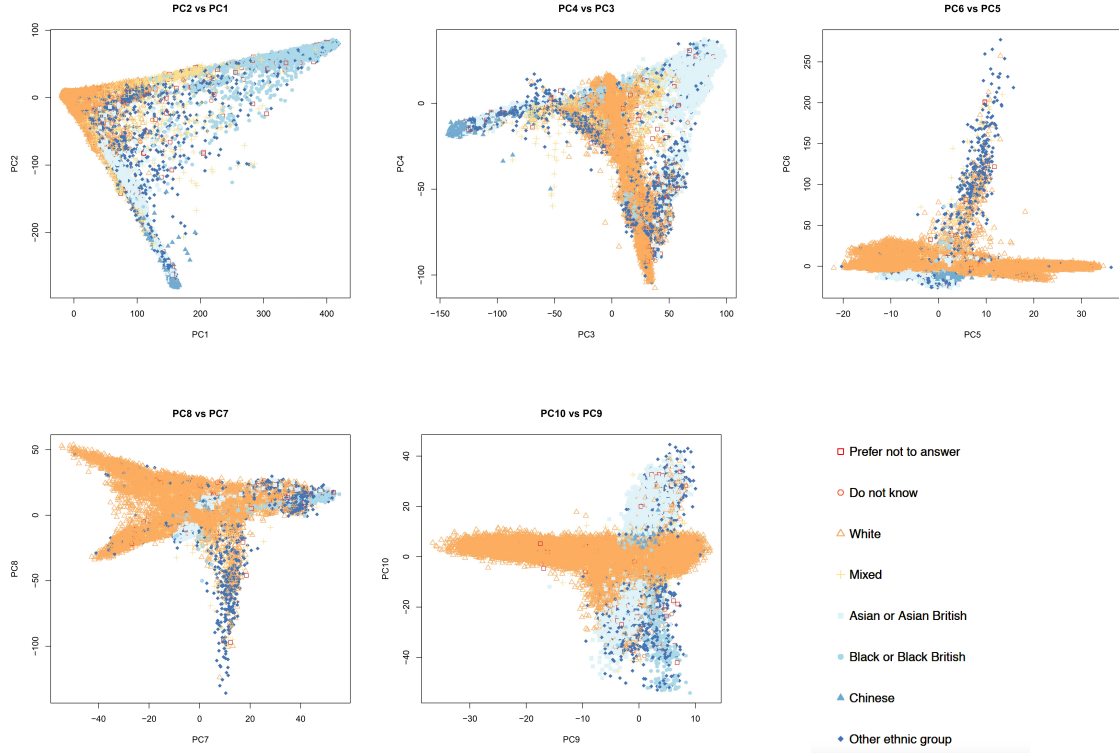 PC2 vs PC1
PC4 vs PC3
PC6 vs PC5
100
0
−100
−200
PC2
0 100 200 300 400
PC1
0
−50
−100
PC4
−150 −100 −50 0 50 100
PC3
250
200
150
100
50
0
PC6
−20 −10 0 10 20 30
PC5
PC8 vs PC7
PC10 vs PC9
50
0
−50
−100
PC8
−40 −20 0 20 40
PC7
40
20
0
−20
−40
PC10
−30 −20 −10 0 10
PC9
Prefer not to answer
Do not know
White
Mixed
Asian or Asian British
Black or Black British
Chinese
Other ethnic group